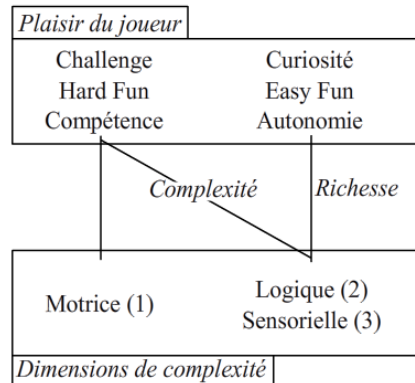 Plaisir du joueur
Challenge
Hard Fun
Compétence
Curiosité
Easy Fun
Autonomie
Complexité
Richesse
Motrice (1)
Logique (2)
Sensorielle (3)
Dimensions de complexité